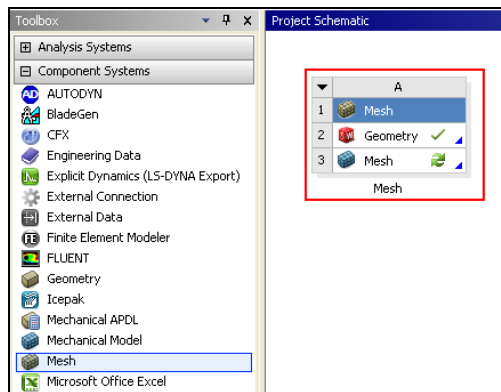 Toolbox
Analysis Systems
Component Systems
AUTODYN
BladeGen
CFX
Engineering Data
Explicit Dynamics (LS-DYNA Export)
External Connection
External Data
Finite Element Modeler
FLUENT
Geometry
Icepak
Mechanical APDL
Mechanical Model
Mesh
Microsoft Office Excel
Project Schematic
A
1 Mesh
2 Geometry
3 Mesh
Mesh